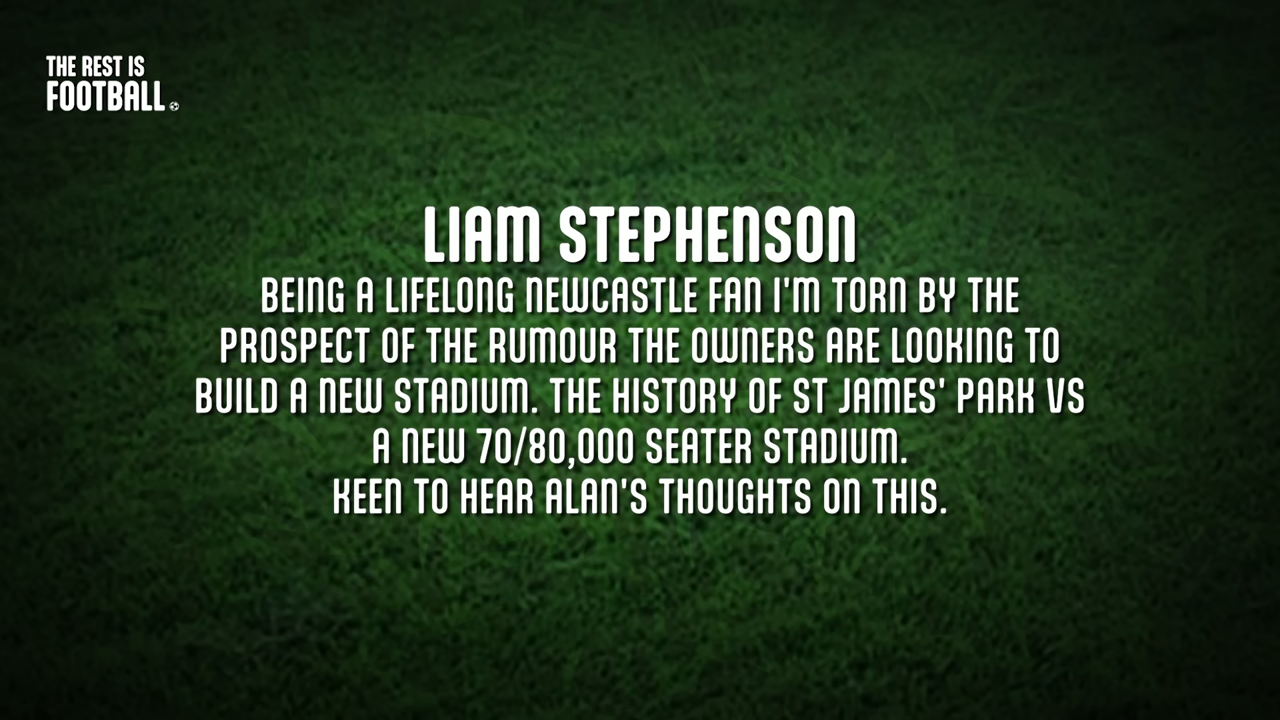 THE REST IS
FOOTBALL.
LIAM STEPHENSON
BEING A LIFELONG NEWCASTLE FAN I'M TORN BY THE
PROSPECT OF THE RUMOUR THE OWNERS ARE LOOKING TO
BUILD A NEW STADIUM. THE HISTORY OF ST JAMES' PARK VS
A NEW 70/80,000 SEATER STADIUM.
KEEN TO HEAR ALAN'S THOUGHTS ON THIS.